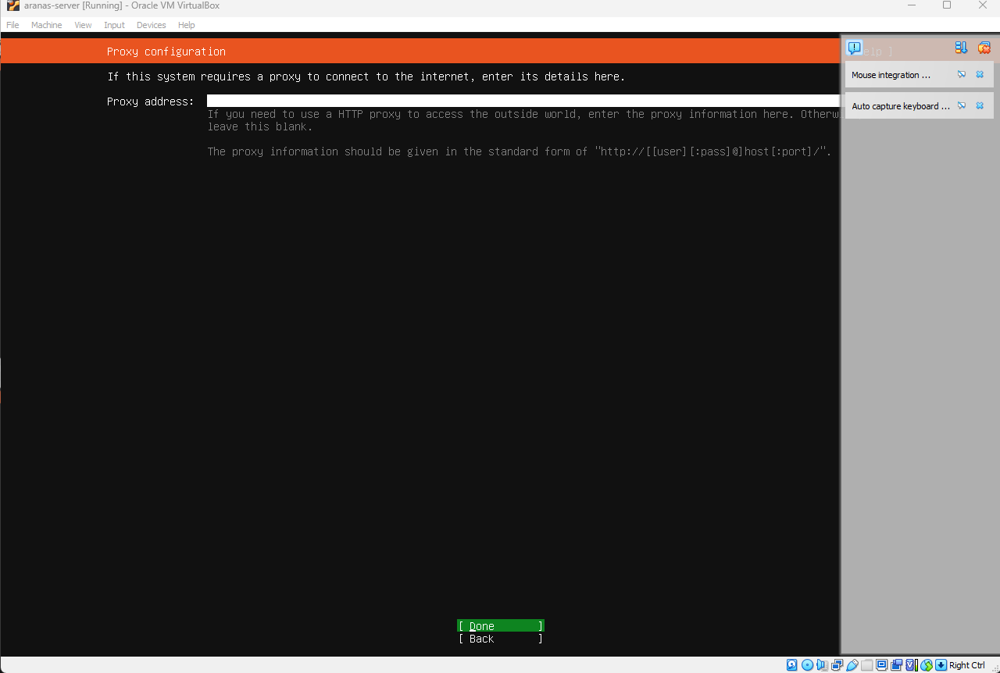 aranas-server [Running] - Oracle VM VirtualBox
File Machine View Input Devices Help
Proxy configuration
elp ]
If this system requires a proxy to connect to the internet, enter its details here.
Mouse integration ...
Proxy address:
Auto capture keyboard ...
If you need to use a HTTP proxy to access the outside world, enter the proxy information here. Otherw
leave this blank.
The proxy information should be given in the standard form of "http://[[user][:pass]@]host[:port]/".
[ Done ]
[ Back ]
Right Ctrl